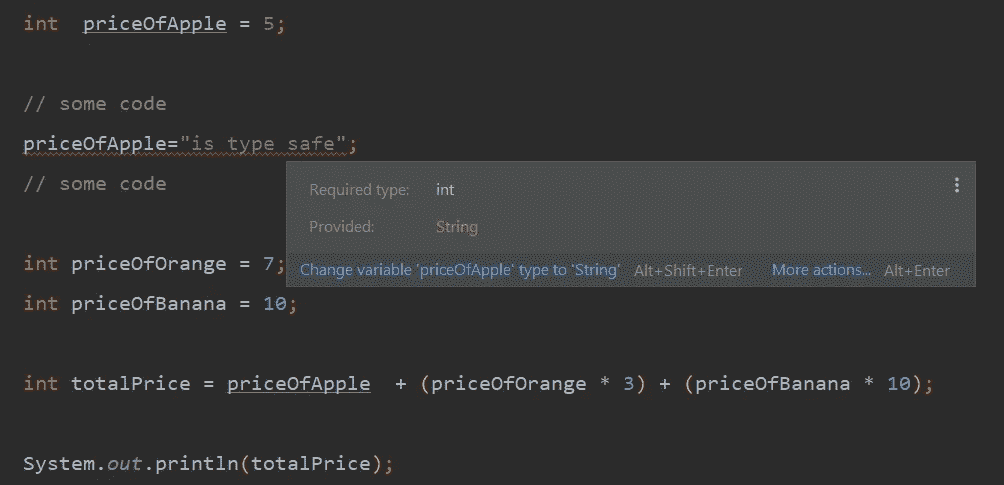 int  priceOfApple = 5;
// some code
priceOfApple="is type safe";
// some code
Required type: int
Provided: String
int priceOfOrange = 7;
Change variable 'priceOfApple' type to 'String' Alt+Shift+Enter More actions... Alt+Enter
int priceOfBanana = 10;
int totalPrice = priceOfApple  + (priceOfOrange * 3) + (priceOfBanana * 10);
System.out.println(totalPrice);